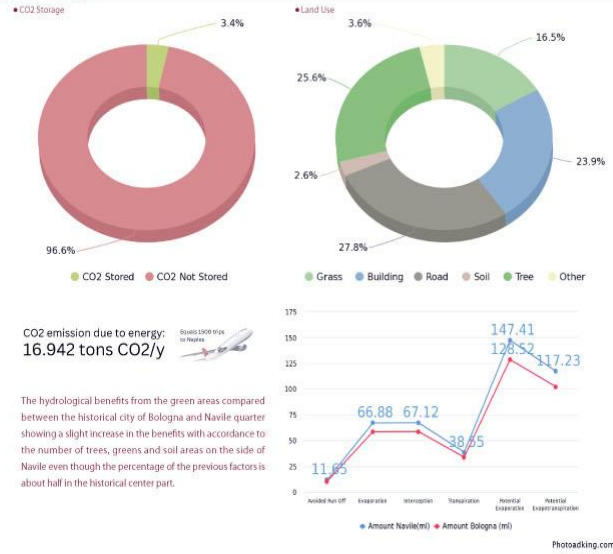 CO2 Storage
3.4%
96.6%
CO2 Stored CO2 Not Stored
Land Use
3.6%
16.5%
25.6%
23.9%
2.6%
27.8%
Grass Building Road Soil Tree Other
CO2 emission due to energy:
16.942 tons CO2/y
Equals 1500 trips
to Naples
The hydrological benefits from the green areas compared
between the historical city of Bologna and Navile quarter
showing a slight increase in the benefits with accordance to
the number of trees, greens and soil areas on the side of
Navile even though the percentage of the previous factors is
about half in the historical center part.
175
150
125
100
75
50
25
0
11.65
66.88 67.12
38.55
147.41
128.52
117.23
Avoided Run Off Evaporation Interception Transpiration Potential Evaporation Potential Evapotranspiration
Amount Navile(ml) Amount Bologna (ml)
Photoadking.com